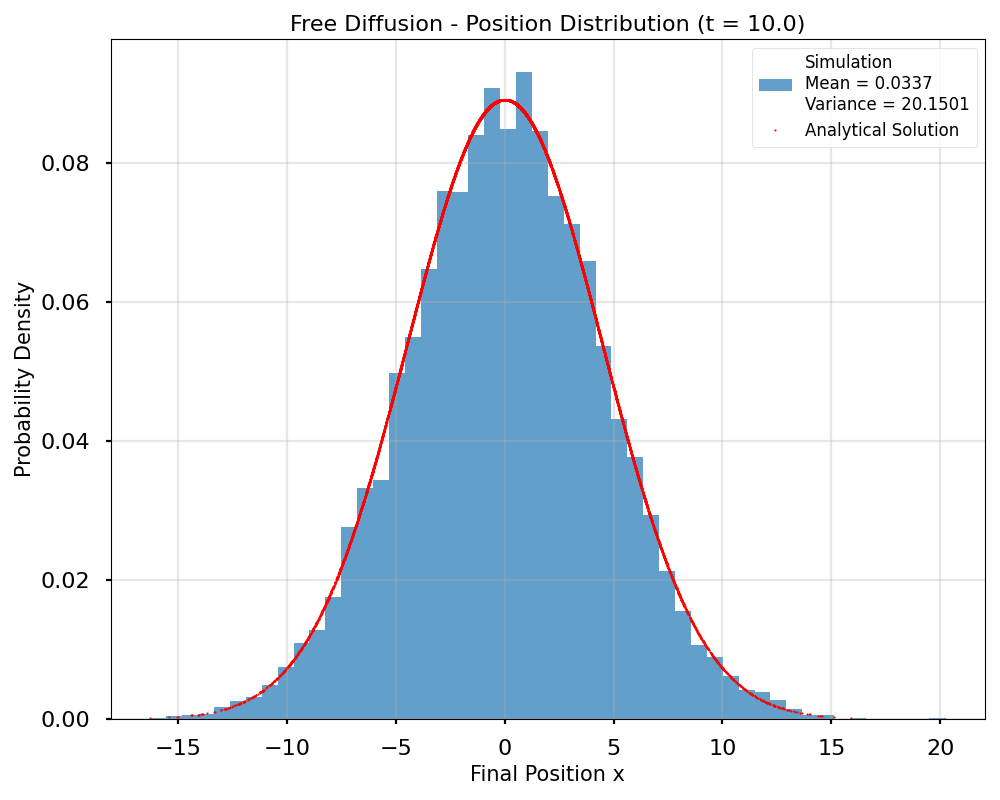 Free Diffusion - Position Distribution (t = 10.0)
Simulation
Mean = 0.0337
Variance = 20.1501
Analytical Solution
Probability Density
0.08
0.06
0.04
0.02
0.00
−15
−10
−5
0
5
10
15
20
Final Position x